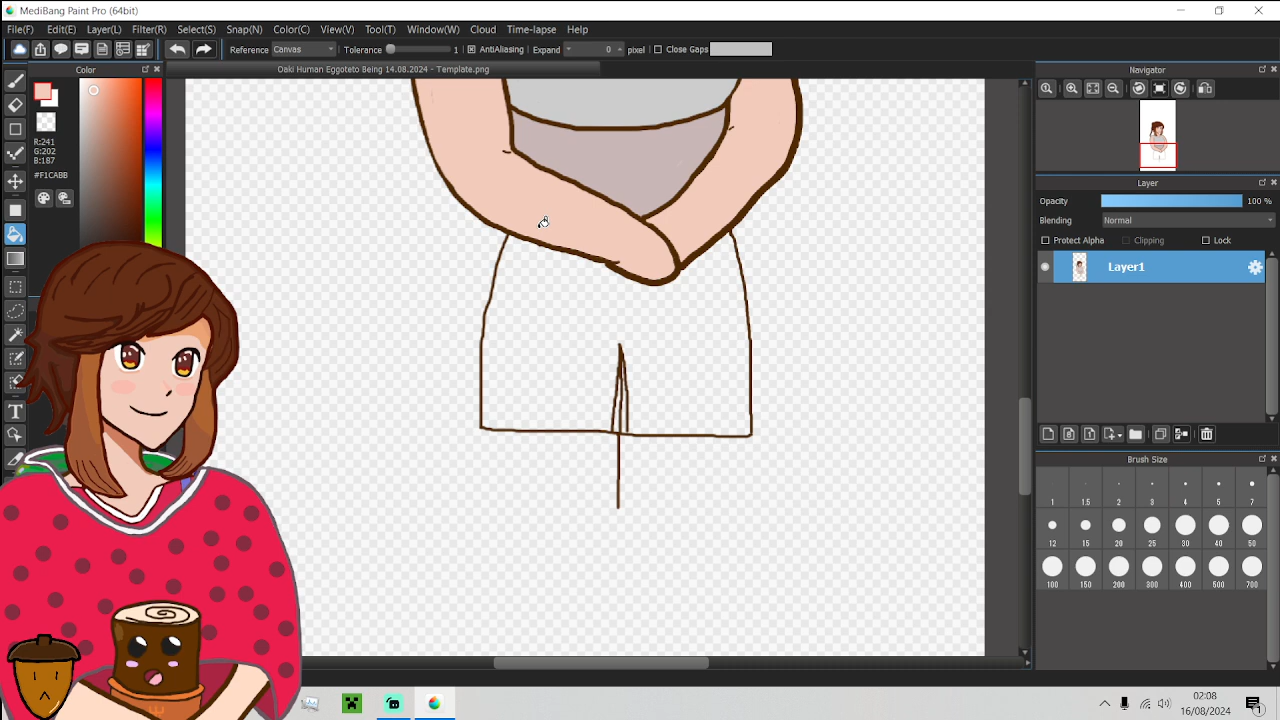 MediBang Paint Pro (64bit)
File(F) Edit(E) Layer(L) Filter(R) Select(S) Snap(N) Color(C) View(V) Tool(T) Window(W) Cloud Time-lapse Help
Reference Canvas Tolerance 1 AntiAliasing Expand 0 pixel Close Gaps
Color
Oaki Human Eggoteto Being 14.08.2024 - Template.png
Navigator
R:241
G:202
B:187
#F1CABB
Layer
Opacity 100 %
Blending Normal
Protect Alpha Clipping Lock
Layer1
T
Brush Size
1 1.5 2 3 4 5 7
12 15 20 25 30 40 50
100 150 200 300 400 500 700
02:08
16/08/2024
1